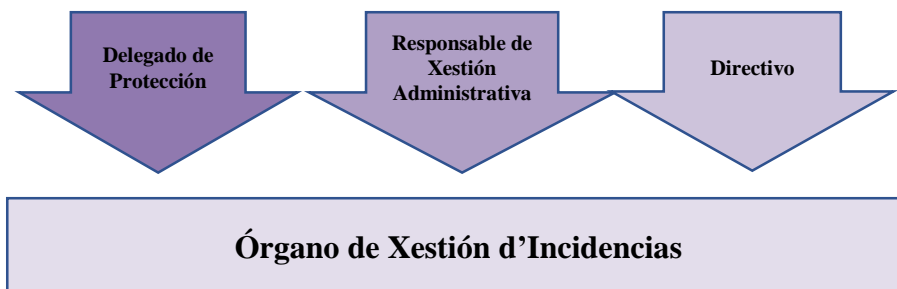 Delegado de
Protección
Responsable de
Xestión
Administrativa
Directivo
Órgano de Xestión d’Incidencias